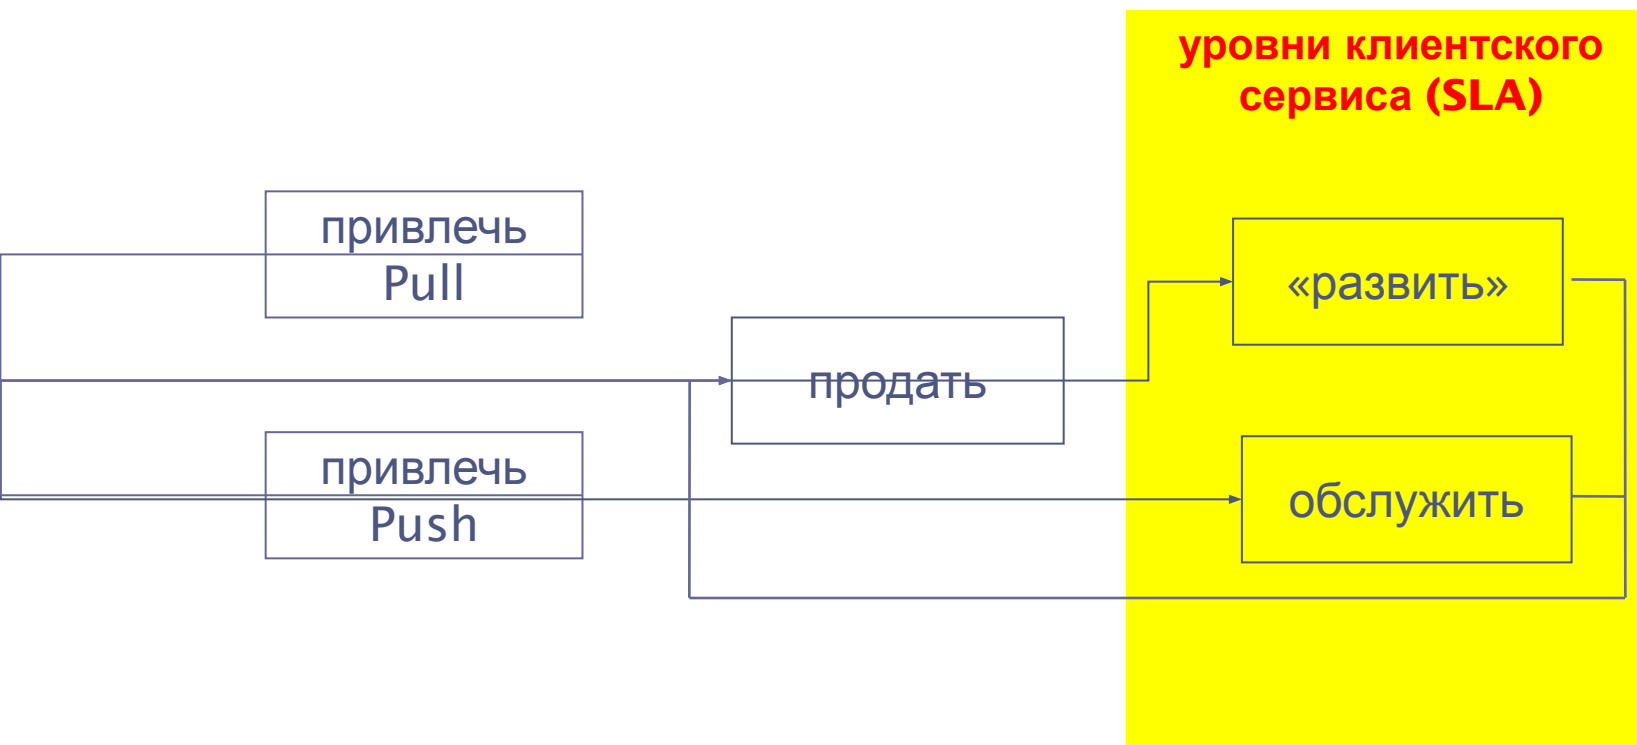 уровни клиентского
сервиса (SLA)
привлечь
Pull
«развить»
продать
привлечь
Push
обслужить